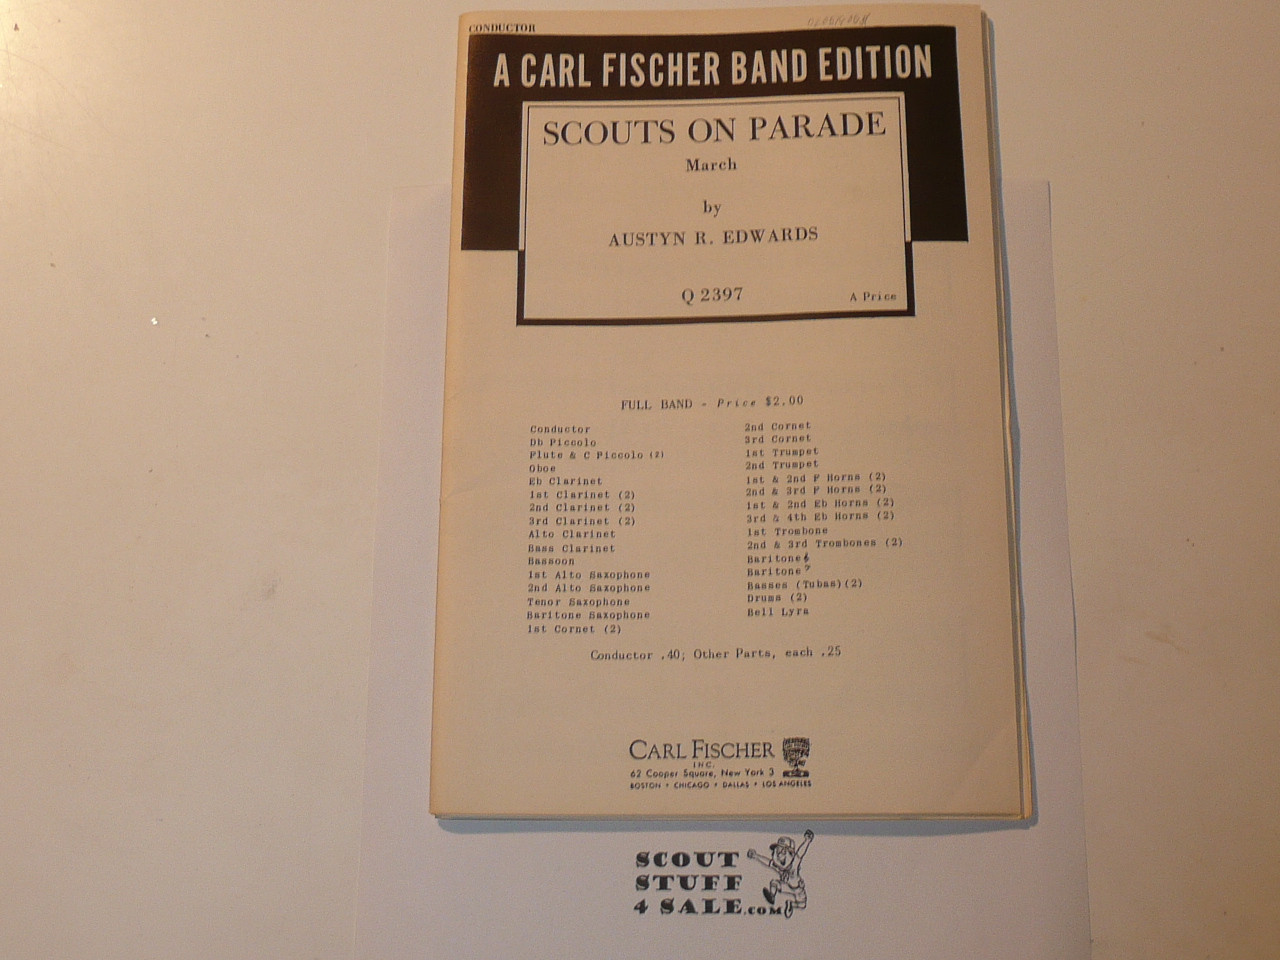 CONDUCTOR
A CARL FISCHER BAND EDITION
SCOUTS ON PARADE
March
by
AUSTYN R. EDWARDS
Q 2397
A Price
FULL BAND - Price $2.00
Conductor
Db Piccolo
Flute & C Piccolo (2)
Oboe
Eb Clarinet
1st Clarinet (2)
2nd Clarinet (2)
3rd Clarinet (2)
Alto Clarinet
Bass Clarinet
Bassoon
1st Alto Saxophone
2nd Alto Saxophone
Tenor Saxophone
Baritone Saxophone
1st Cornet (2)
2nd Cornet
3rd Cornet
1st Trumpet
2nd Trumpet
1st & 2nd F Horns (2)
2nd & 3rd F Horns (2)
1st & 2nd Eb Horns (2)
3rd & 4th Eb Horns (2)
1st Trombone
2nd & 3rd Trombones (2)
Baritone 𝄞
Baritone 𝄢
Basses (Tubas)(2)
Drums (2)
Bell Lyra
Conductor .40; Other Parts, each .25
CARL FISCHER
INC.
62 Cooper Square, New York 3
BOSTON • CHICAGO • DALLAS • LOS ANGELES
SCOUT
STUFF
4 SALE.COM